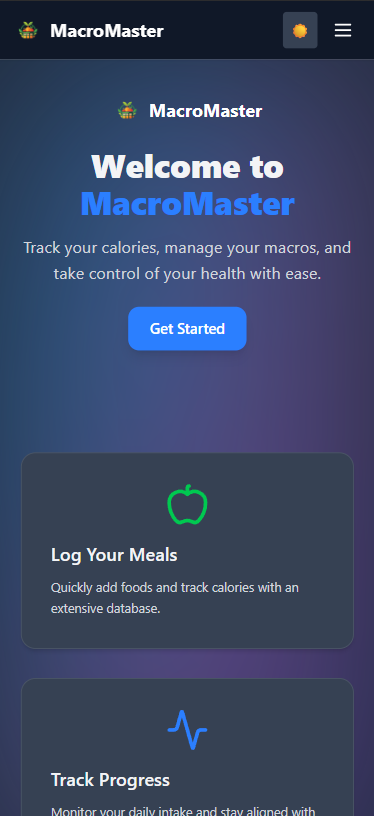 MacroMaster
MacroMaster
Welcome to
MacroMaster
Track your calories, manage your macros, and
take control of your health with ease.
Get Started
Log Your Meals
Quickly add foods and track calories with an
extensive database.
Track Progress
Monitor your daily intake and stay aligned with